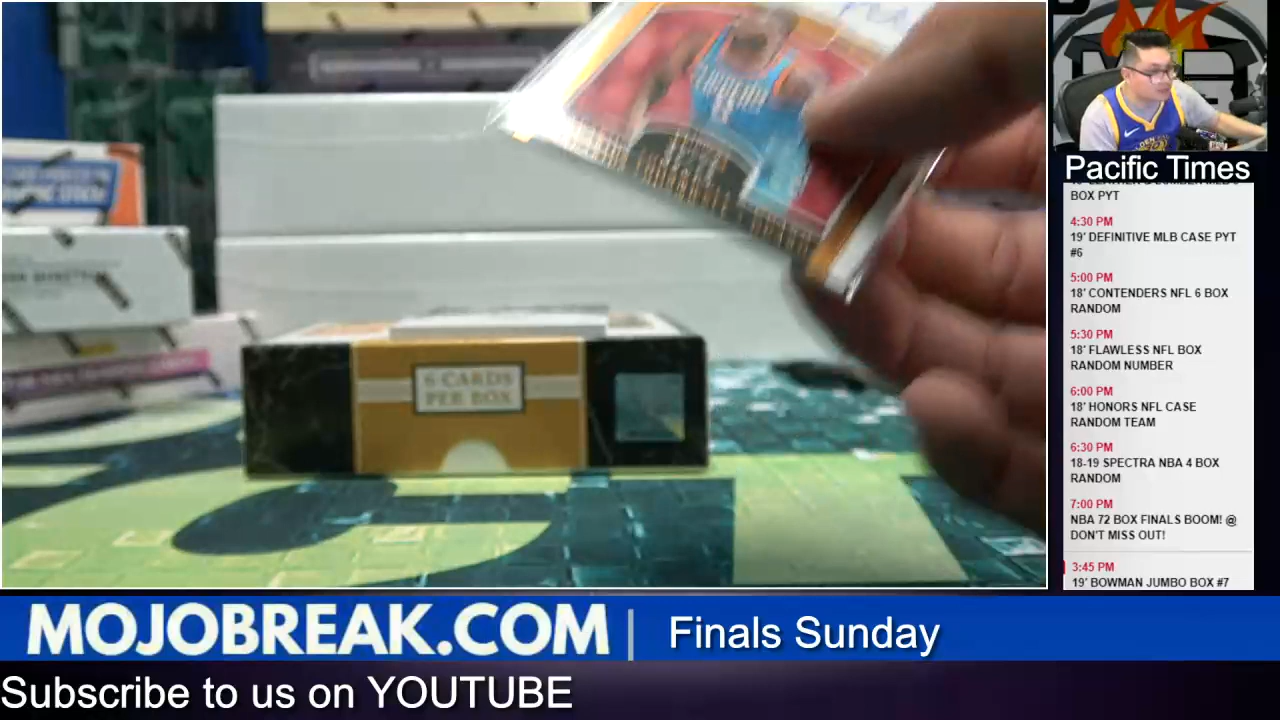 6 CARDS
PER BOX
THUNDER
Pacific Times
BOX PYT
4:30 PM
19' DEFINITIVE MLB CASE PYT
#6
5:00 PM
18' CONTENDERS NFL 6 BOX
RANDOM
5:30 PM
18' FLAWLESS NFL BOX
RANDOM NUMBER
6:00 PM
18' HONORS NFL CASE
RANDOM TEAM
6:30 PM
18-19 SPECTRA NBA 4 BOX
RANDOM
7:00 PM
NBA 72 BOX FINALS BOOM! @
DON'T MISS OUT!
3:45 PM
19' BOWMAN JUMBO BOX #7
MOJOBREAK.COM | Finals Sunday
Subscribe to us on YOUTUBE